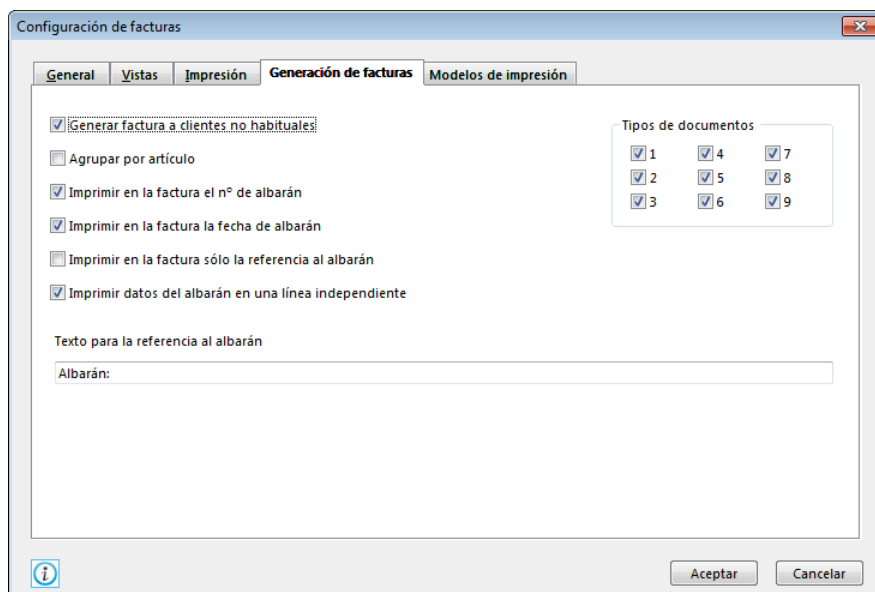 Configuración de facturas
General Vistas Impresión Generación de facturas Modelos de impresión
Generar factura a clientes no habituales
Agrupar por artículo
Imprimir en la factura el nº de albarán
Imprimir en la factura la fecha de albarán
Imprimir en la factura sólo la referencia al albarán
Imprimir datos del albarán en una línea independiente
Tipos de documentos
1 4 7
2 5 8
3 6 9
Texto para la referencia al albarán
Albarán:
Aceptar Cancelar